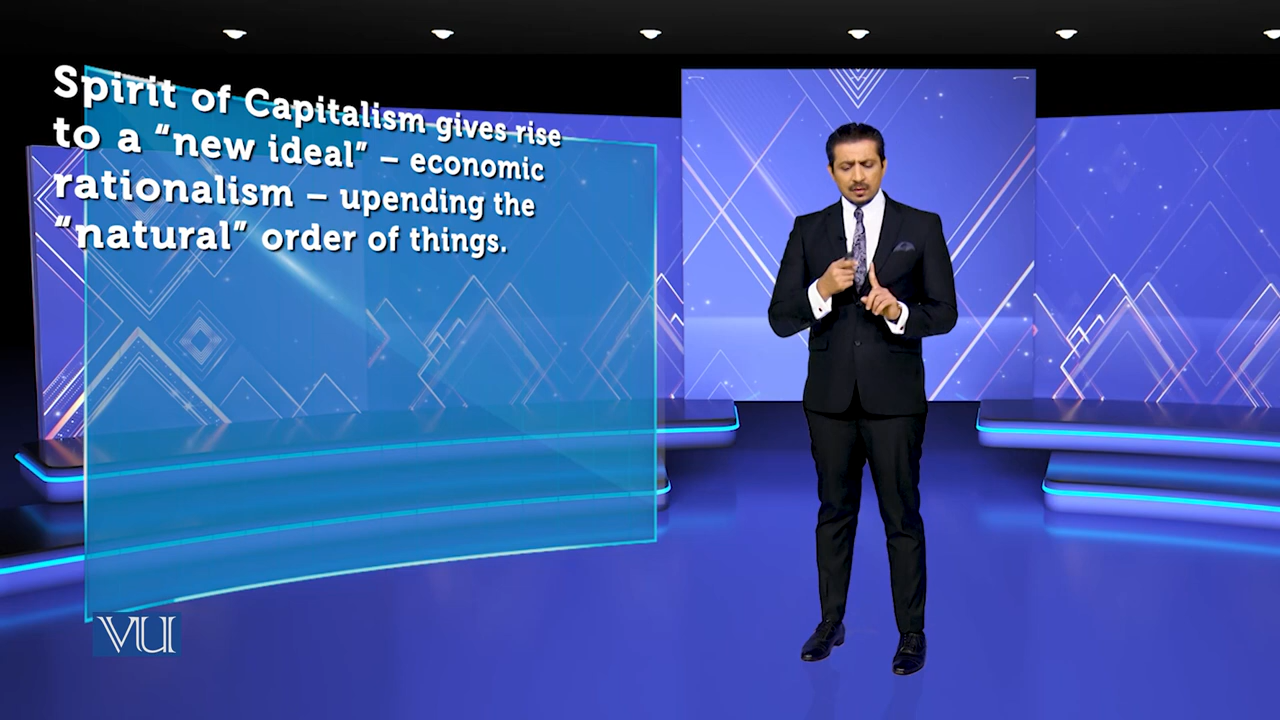 Spirit of Capitalism gives rise
to a “new ideal” – economic
rationalism – upending the
“natural” order of things.
VU